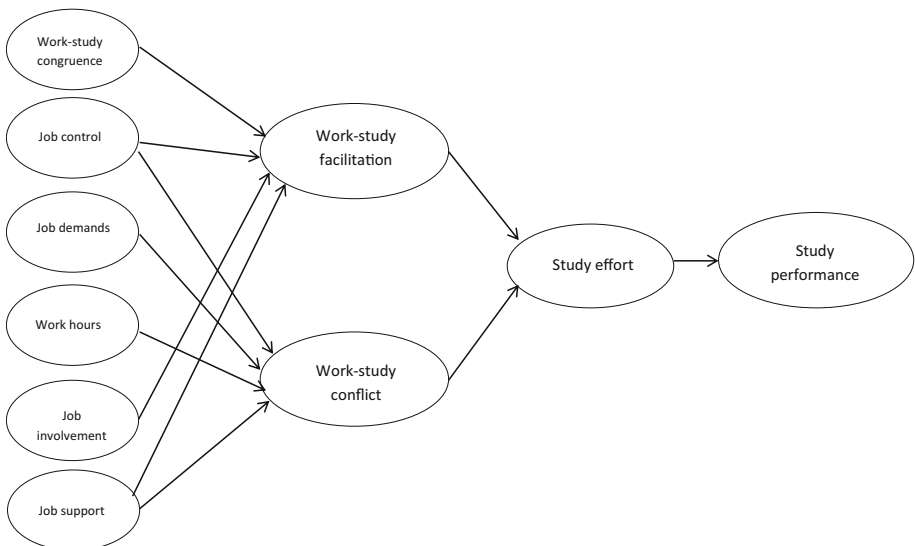 Work-study
congruence
Job control
Job demands
Work hours
Job
involvement
Job support
Work-study
facilitation
Work-study
conflict
Study effort
Study
performance